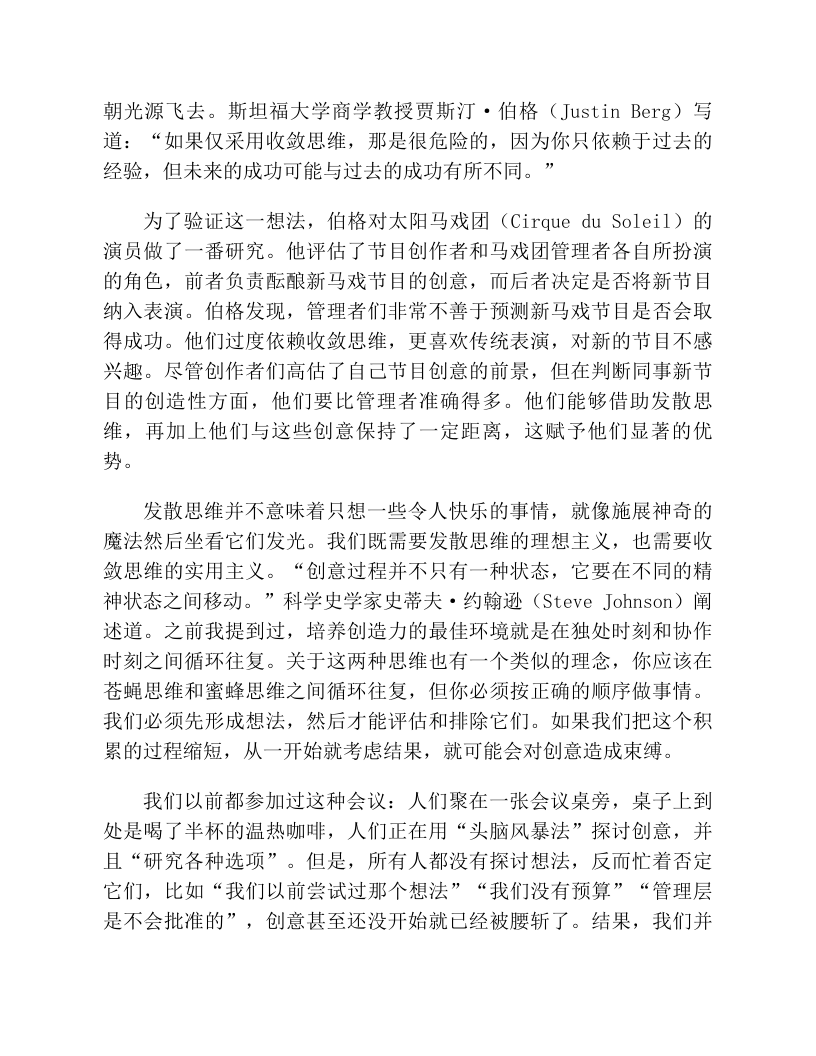 朝光源飞去。斯坦福大学商学教授贾斯汀·伯格（Justin Berg）写
道：“如果仅采用收敛思维，那是很危险的，因为你只依赖于过去的
经验，但未来的成功可能与过去的成功有所不同。”
为了验证这一想法，伯格对太阳马戏团（Cirque du Soleil）的
演员做了一番研究。他评估了节目创作者和马戏团管理者各自所扮演
的角色，前者负责酝酿新马戏节目的创意，而后者决定是否将新节目
纳入表演。伯格发现，管理者们非常不善于预测新马戏节目是否会取
得成功。他们过度依赖收敛思维，更喜欢传统表演，对新的节目不感
兴趣。尽管创作者们高估了自己节目创意的前景，但在判断同事新节
目的创造性方面，他们要比管理者准确得多。他们能够借助发散思
维，再加上他们与这些创意保持了一定距离，这赋予他们显著的优
势。
发散思维并不意味着只想一些令人快乐的事情，就像施展神奇的
魔法然后坐看它们发光。我们既需要发散思维的理想主义，也需要收
敛思维的实用主义。“创意过程并不只有一种状态，它要在不同的精
神状态之间移动。”科学史学家史蒂夫·约翰逊（Steve Johnson）阐
述道。之前我提到过，培养创造力的最佳环境就是在独处时刻和协作
时刻之间循环往复。关于这两种思维也有一个类似的理念，你应该在
苍蝇思维和蜜蜂思维之间循环往复，但你必须按正确的顺序做事情。
我们必须先形成想法，然后才能评估和排除它们。如果我们把这个积
累的过程缩短，从一开始就考虑结果，就可能会对创意造成束缚。
我们以前都参加过这种会议：人们聚在一张会议桌旁，桌子上到
处是喝了半杯的温热咖啡，人们正在用“头脑风暴法”探讨创意，并
且“研究各种选项”。但是，所有人都没有探讨想法，反而忙着否定
它们，比如“我们以前尝试过那个想法”“我们没有预算”“管理层
是不会批准的”，创意甚至还没开始就已经被腰斩了。结果，我们并